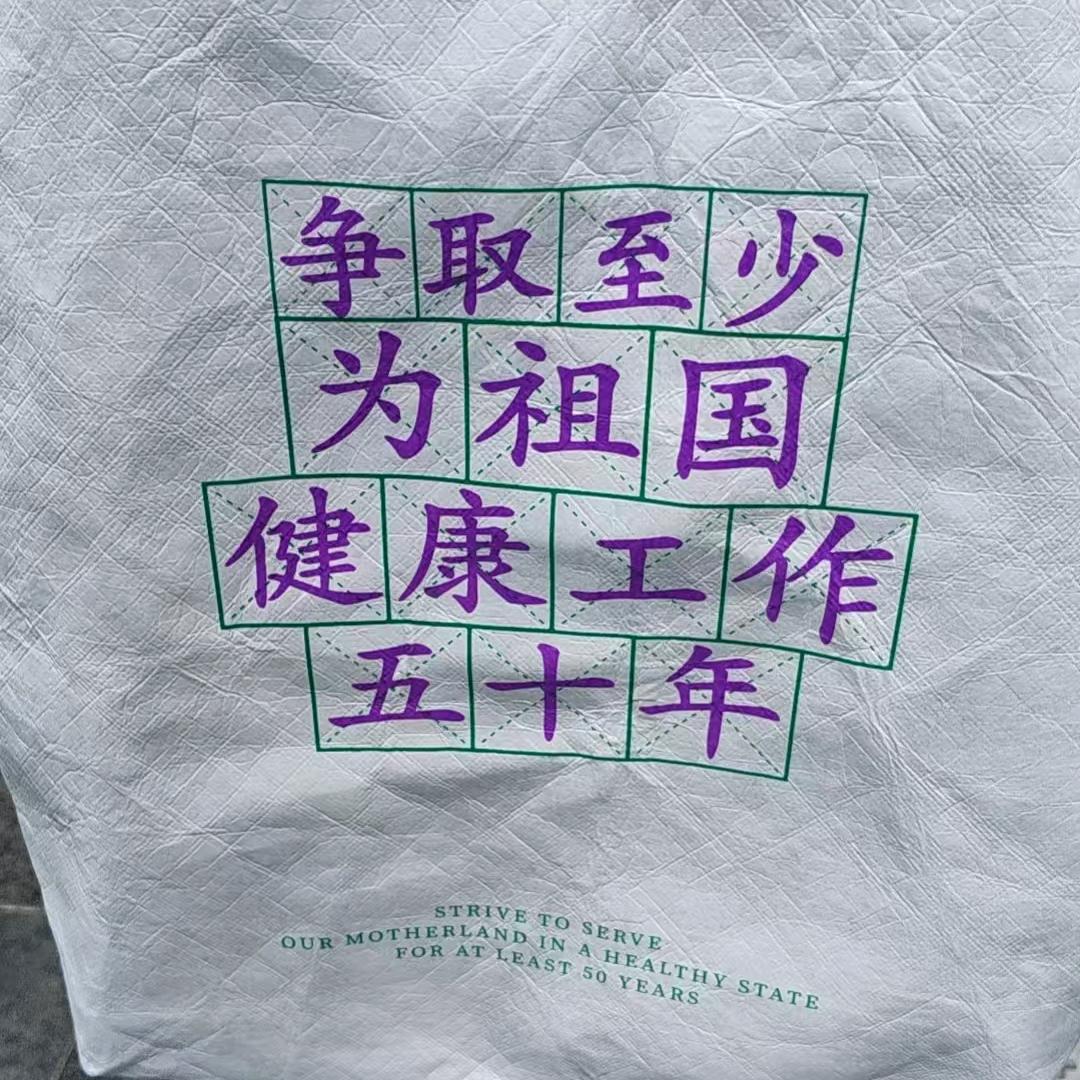 争取至少
为祖国
健康工作
五十年
STRIVE TO SERVE
OUR MOTHERLAND IN A HEALTHY STATE
FOR AT LEAST 50 YEARS